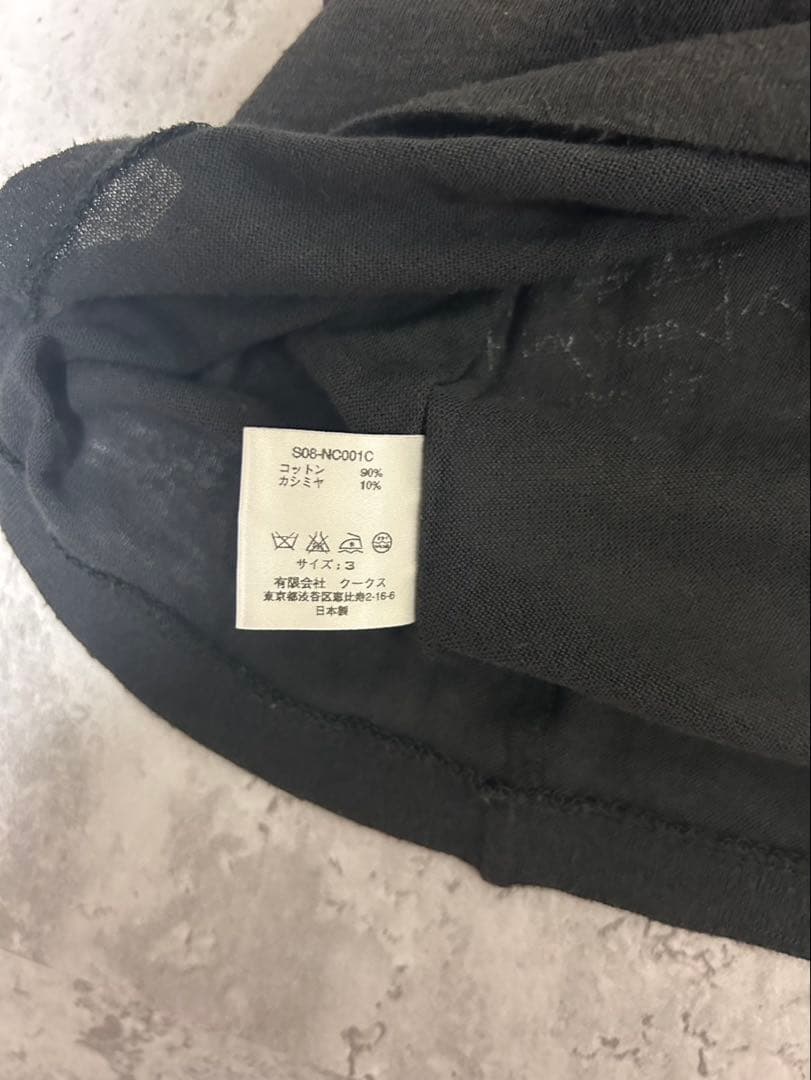 S08-NC001C
コットン 90%
カシミヤ 10%
サイズ：3
有限会社 クークス
東京都渋谷区恵比寿2-16-6
日本製